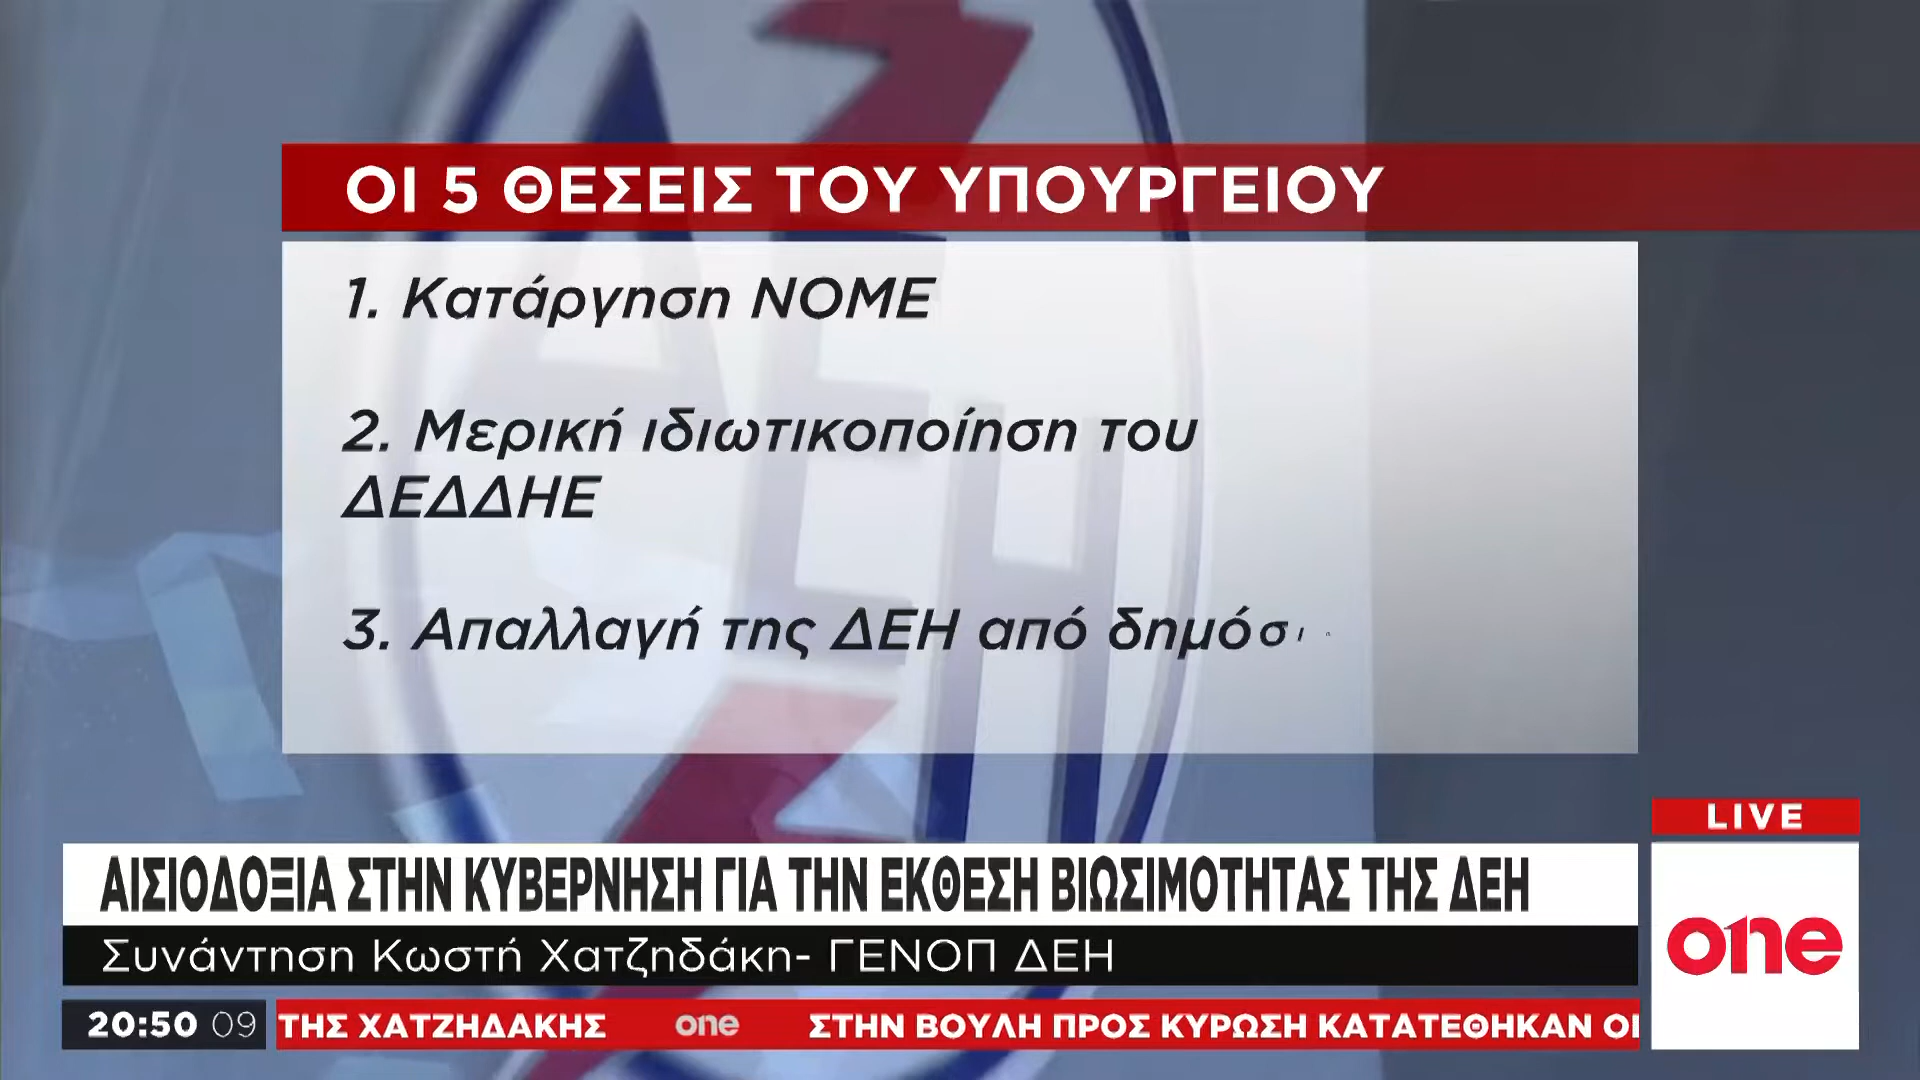 ΟΙ 5 ΘΕΣΕΙΣ ΤΟΥ ΥΠΟΥΡΓΕΙΟΥ
1. Κατάργηση ΝΟΜΕ
2. Μερική ιδιωτικοποίηση του
ΔΕΔΔΗΕ
3. Απαλλαγή της ΔΕΗ από
LIVE
ΑΙΣΙΟΔΟΞΙΑ ΣΤΗΝ ΚΥΒΕΡΝΗΣΗ ΓΙΑ ΤΗΝ ΕΚΘΕΣΗ ΒΙΩΣΙΜΟΤΗΤΑΣ ΤΗΣ ΔΕΗ
Συνάντηση Κωστή Χατζηδάκη- ΓΕΝΟΠ ΔΕΗ
one
20:50 09 ΤΗΣ ΧΑΤΖΗΔΑΚΗΣ one ΣΤΗΝ ΒΟΥΛΗ ΠΡΟΣ ΚΥΡΩΣΗ ΚΑΤΑΤΕΘΗΚΑΝ ΟΙ